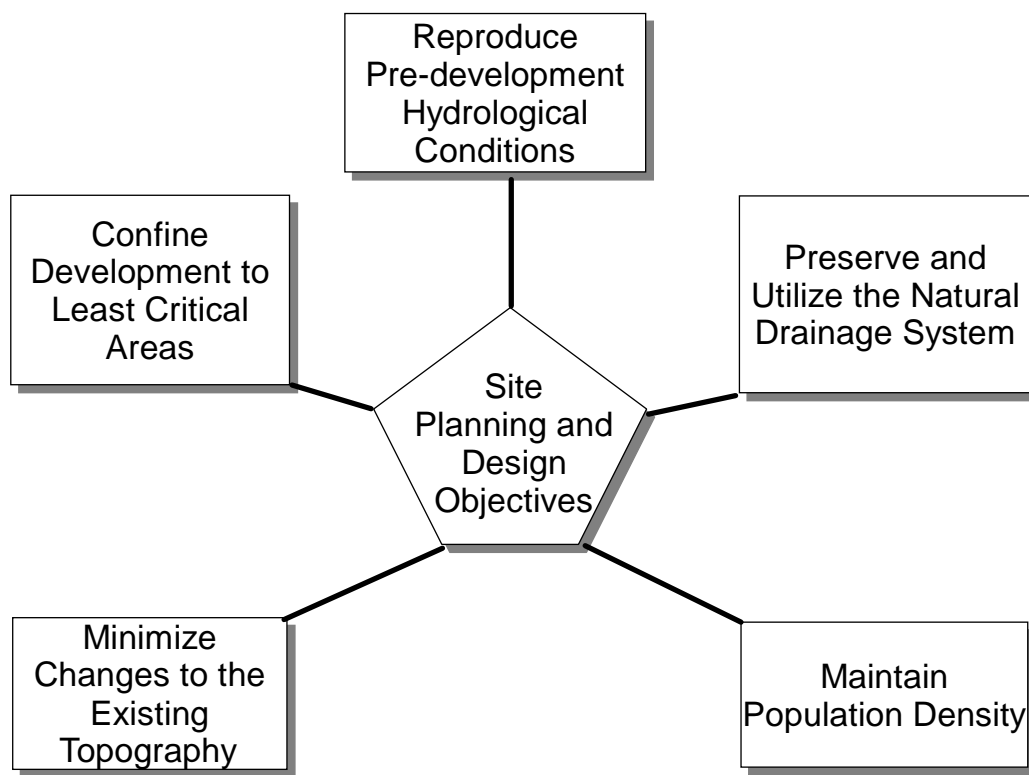 Reproduce
Pre-development
Hydrological
Conditions
Confine
Development to
Least Critical
Areas
Preserve and
Utilize the Natural
Drainage System
Site
Planning and
Design
Objectives
Minimize
Changes to the
Existing
Topography
Maintain
Population Density